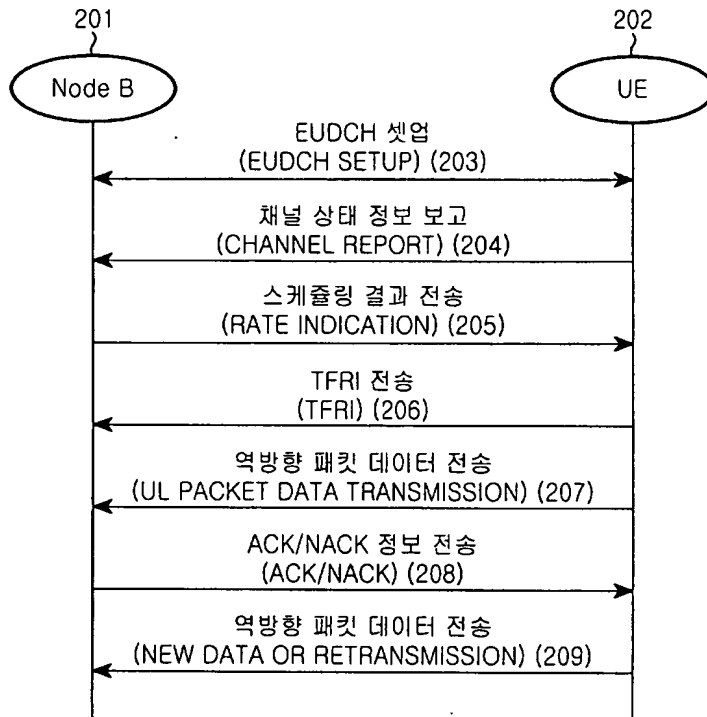 201
202
Node B
UE
EUDCH 셋업
(EUDCH SETUP) (203)
채널 상태 정보 보고
(CHANNEL REPORT) (204)
스케쥴링 결과 전송
(RATE INDICATION) (205)
TFRI 전송
(TFRI) (206)
역방향 패킷 데이터 전송
(UL PACKET DATA TRANSMISSION) (207)
ACK/NACK 정보 전송
(ACK/NACK) (208)
역방향 패킷 데이터 전송
(NEW DATA OR RETRANSMISSION) (209)